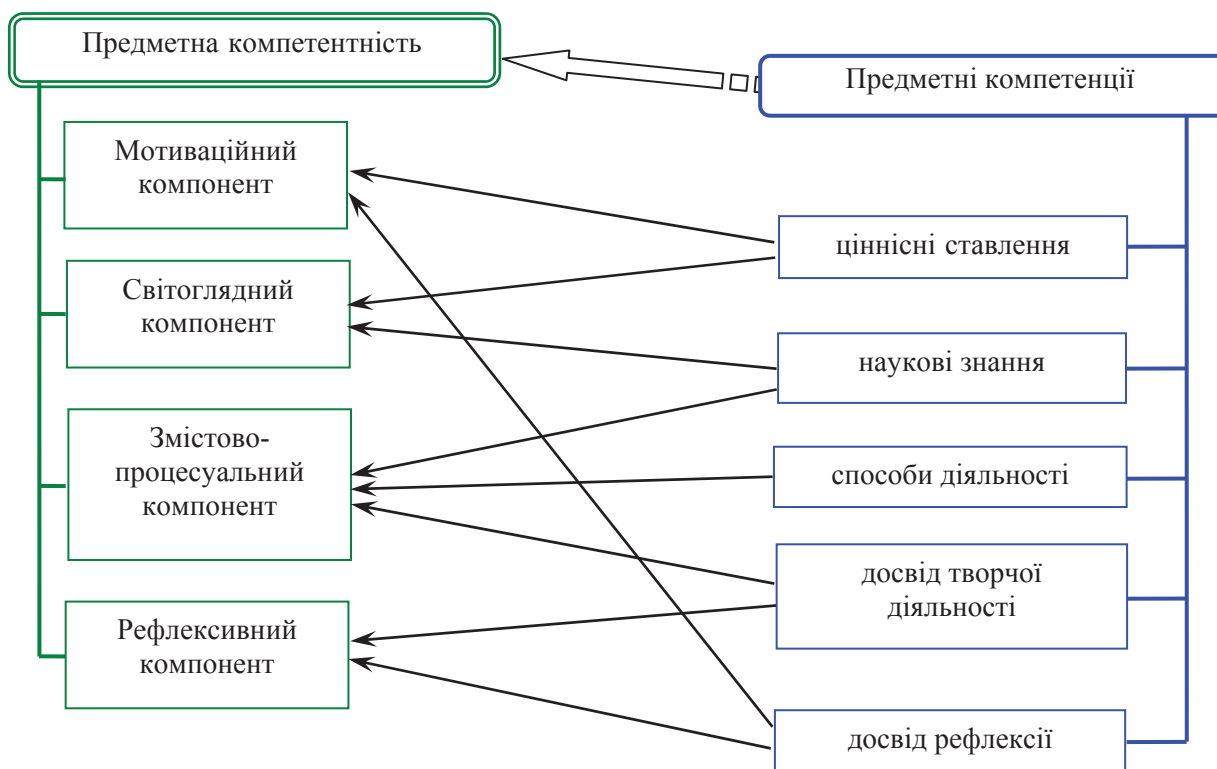 Предметна компетентність
Предметні компетенції
Мотиваційний
компонент
Світоглядний
компонент
Змістово-
процесуальний
компонент
Рефлексивний
компонент
ціннісні ставлення
наукові знання
способи діяльності
досвід творчої
діяльності
досвід рефлексії